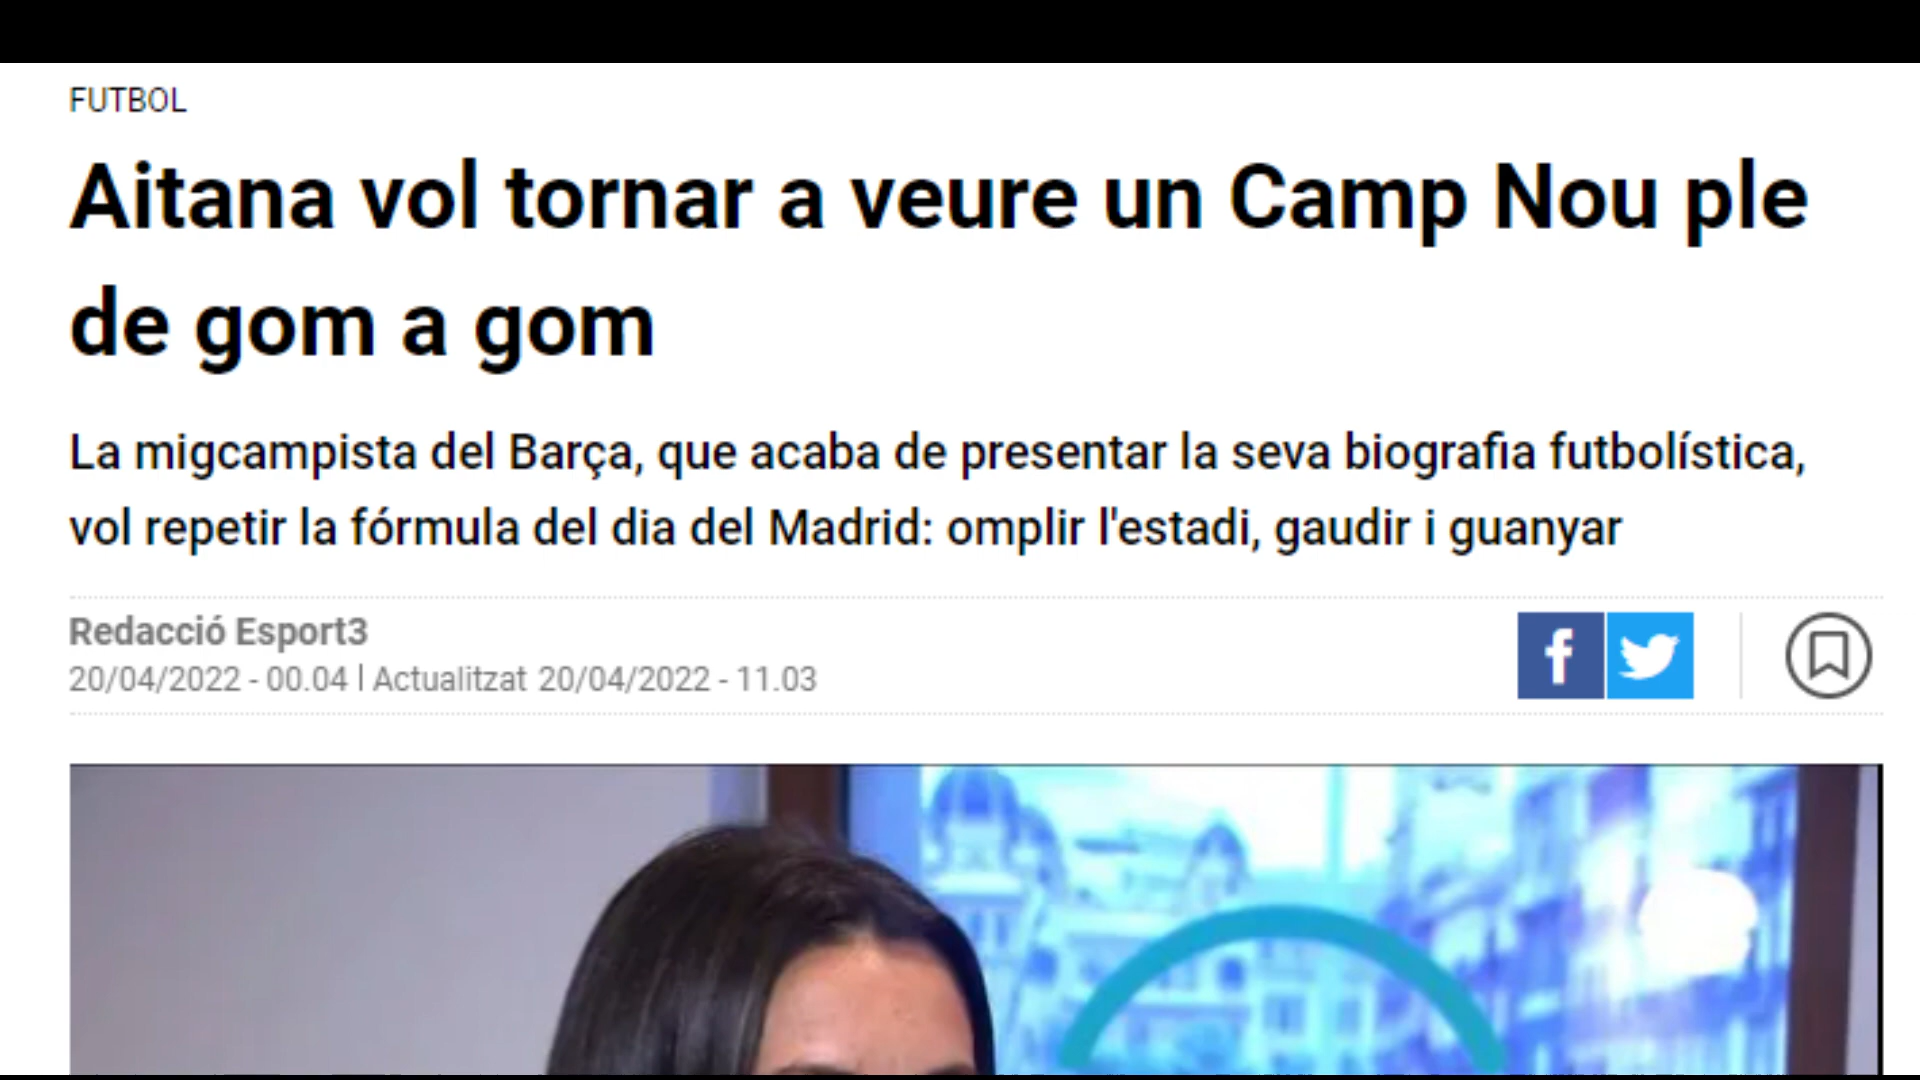 FUTBOL
Aitana vol tornar a veure un Camp Nou ple
de gom a gom
La migcampista del Barça, que acaba de presentar la seva biografia futbolística,
vol repetir la fórmula del dia del Madrid: omplir l'estadi, gaudir i guanyar
Redacció Esport3
20/04/2022 - 00.04 | Actualitzat 20/04/2022 - 11.03